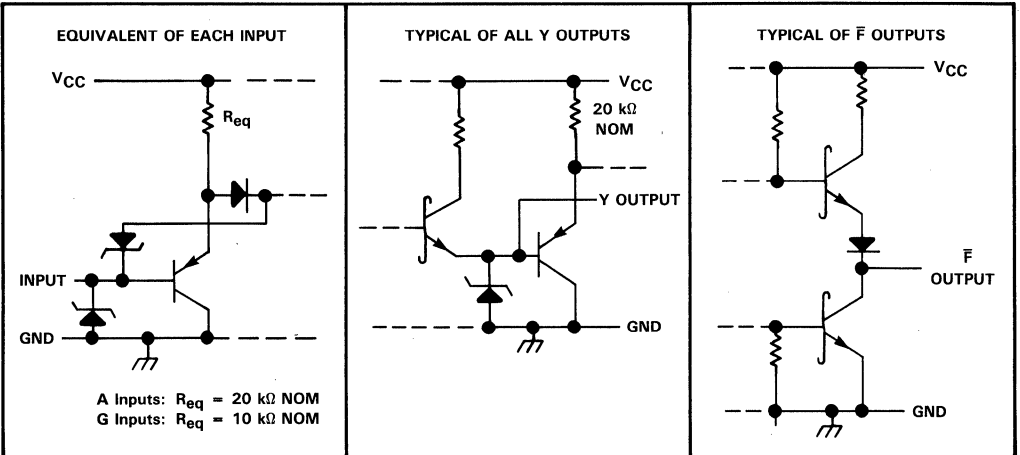 EQUIVALENT OF EACH INPUT
VCC
Req
INPUT
GND
A Inputs: Req = 20 kΩ NOM
G Inputs: Req = 10 kΩ NOM
TYPICAL OF ALL Y OUTPUTS
VCC
20 kΩ
NOM
Y OUTPUT
GND
TYPICAL OF F̅ OUTPUTS
VCC
F̅
OUTPUT
GND